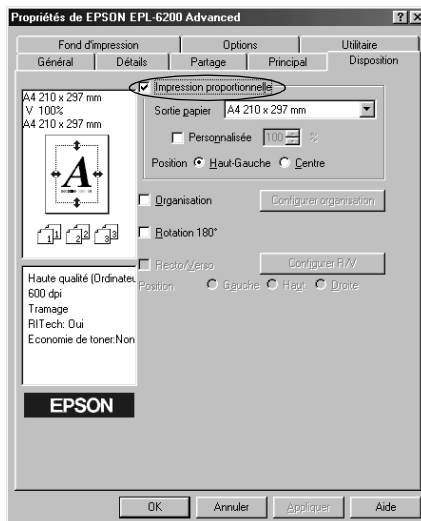 Propriétés de EPSON EPL-6200 Advanced
Fond d'impression Options Utilitaire
Général Détails Partage Principal Disposition
A4 210 x 297 mm
V 100%
A4 210 x 297 mm
A
1 1 2 2 3 3
Haute qualité (Ordinateu
600 dpi
Tramage
RITech: Oui
Economie de toner:Non
EPSON
Impression proportionnelle
Sortie papier A4 210 x 297 mm
Personnalisée 100 %
Position Haut-Gauche Centre
Organisation Configurer organisation
Rotation 180°
Recto/Verso Configurer R/V
Position Gauche Haut Droite
OK Annuler Appliquer Aide